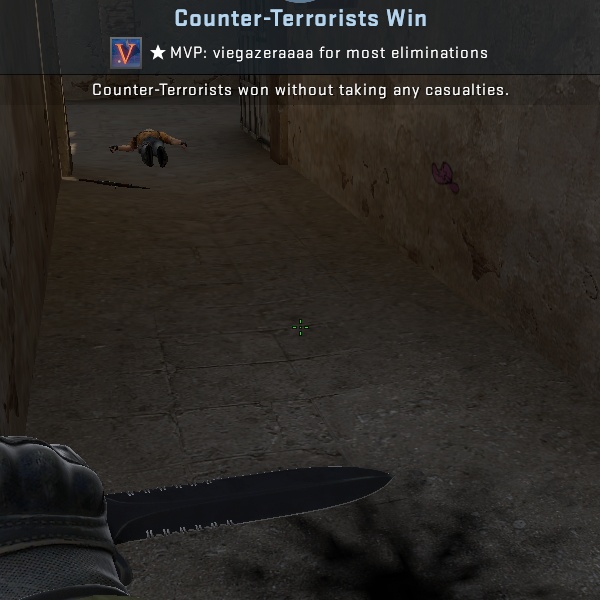 Counter-Terrorists Win
V
★ MVP: viegazeraaaa for most eliminations
Counter-Terrorists won without taking any casualties.